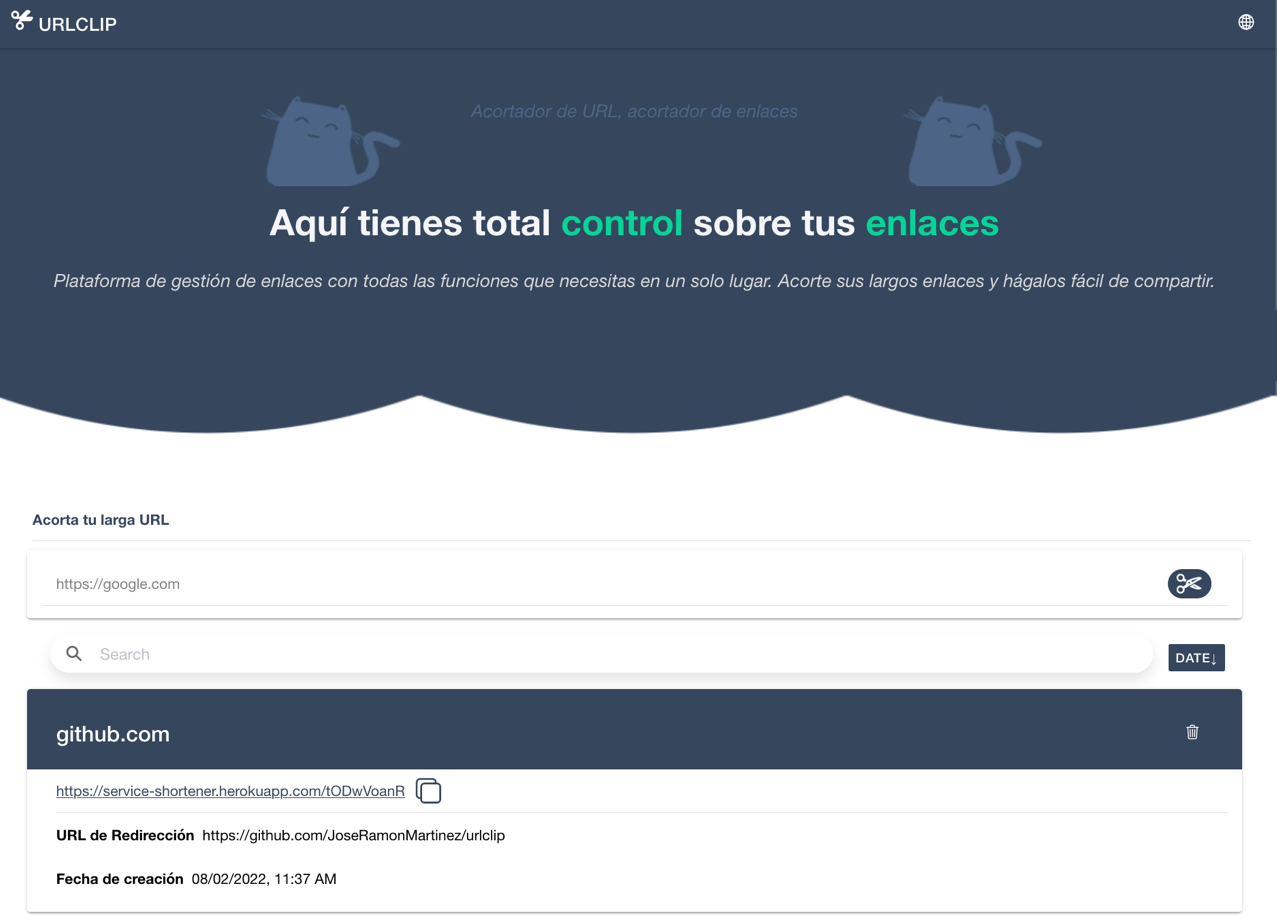 URLCLIP
Acortador de URL, acortador de enlaces
Aquí tienes total control sobre tus enlaces
Plataforma de gestión de enlaces con todas las funciones que necesitas en un solo lugar. Acorte sus largos enlaces y hágalos fácil de compartir.
Acorta tu larga URL
https://google.com
Search
DATE↓
github.com
https://service-shortener.herokuapp.com/tODwVoanR
URL de Redirección https://github.com/JoseRamonMartinez/urlclip
Fecha de creación 08/02/2022, 11:37 AM